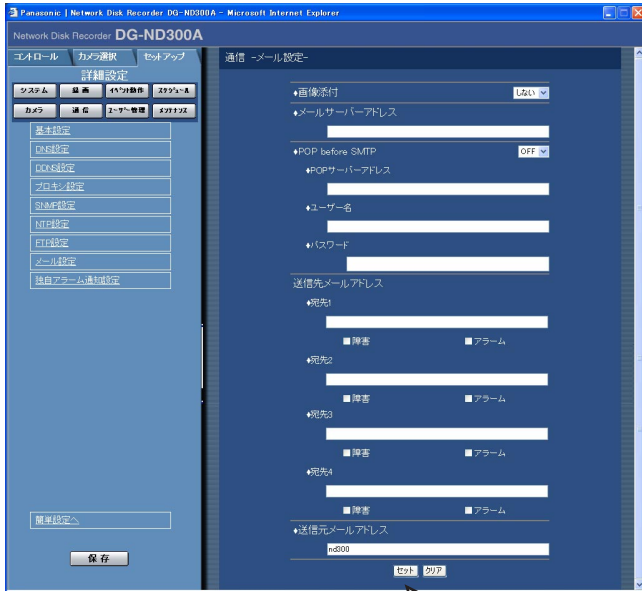 Panasonic | Network Disk Recorder DG-ND300A - Microsoft Internet Explorer
Network Disk Recorder DG-ND300A
コントロール カメラ選択 セットアップ
詳細設定
システム 録画 イベント動作 スケジュール
カメラ 通信 ユーザー管理 メンテナンス
基本設定
DNS設定
DDNS設定
プロキシ設定
SNMP設定
NTP設定
FTP設定
メール設定
独自アラーム通知設定
簡単設定へ
保存
通信 -メール設定-
♦画像添付 しない
♦メールサーバーアドレス
♦POP before SMTP OFF
♦POPサーバーアドレス
♦ユーザー名
♦パスワード
送信先メールアドレス
♦宛先1
障害 アラーム
♦宛先2
障害 アラーム
♦宛先3
障害 アラーム
♦宛先4
障害 アラーム
♦送信元メールアドレス
nd300
セット クリア